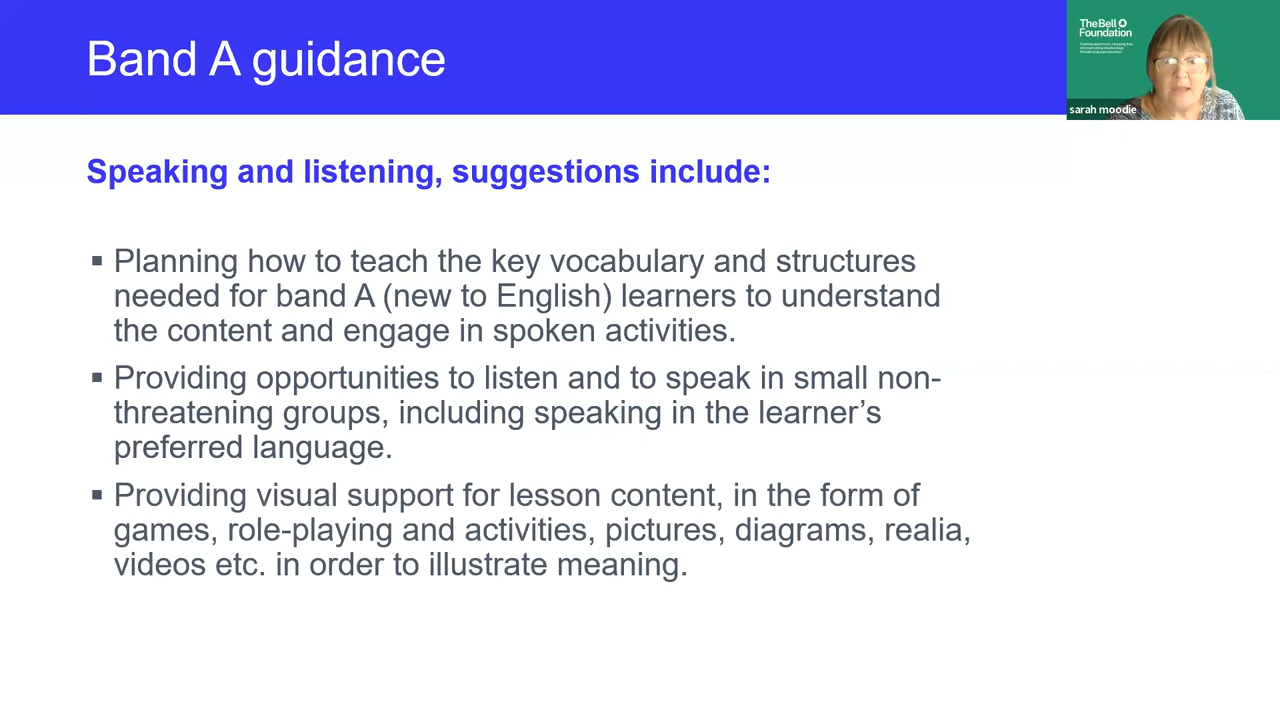 Band A guidance
The Bell
Foundation
sarah moodie
Speaking and listening, suggestions include:
▪ Planning how to teach the key vocabulary and structures
needed for band A (new to English) learners to understand
the content and engage in spoken activities.
▪ Providing opportunities to listen and to speak in small non-
threatening groups, including speaking in the learner’s
preferred language.
▪ Providing visual support for lesson content, in the form of
games, role-playing and activities, pictures, diagrams, realia,
videos etc. in order to illustrate meaning.